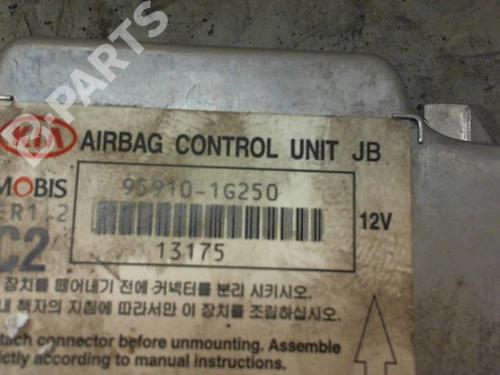 B-PARTS
KIA AIRBAG CONTROL UNIT JB
MOBIS 95910-1G250
ER1.2
12V
C2 13175
장치를 떼어내기 전에 커넥터를 분리 시키시오.
내 책자의 지침에 따라서만 이 장치를 조립하십시오.
tach connector before unmounting. Assemble
rictly according to manual instructions.